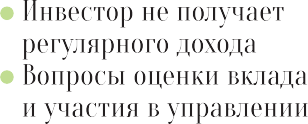 Инвестор не получает
регулярного дохода
Вопросы оценки вклада
и участия в управлении